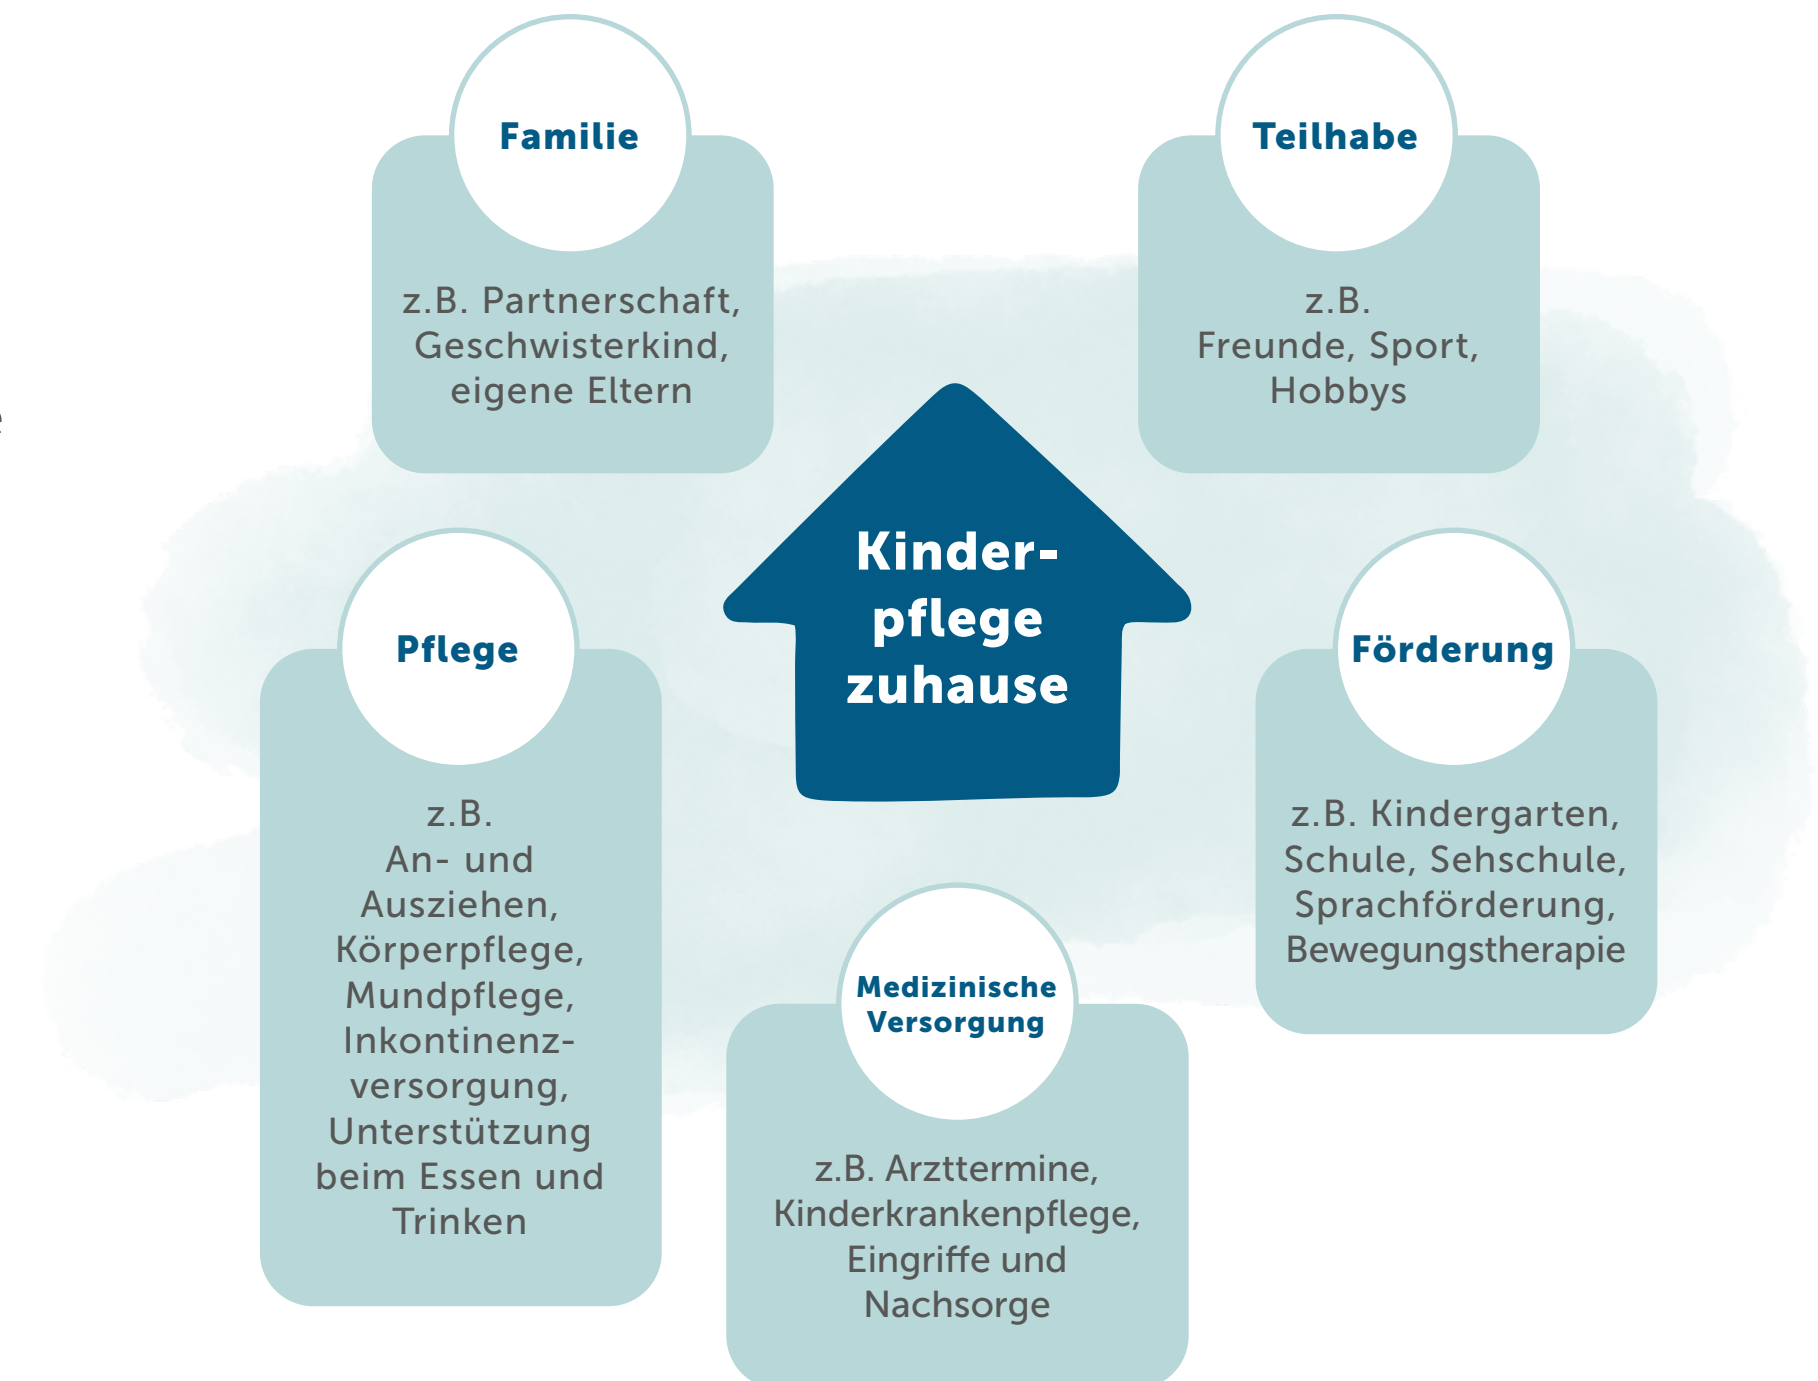 Familie
z.B. Partnerschaft,
Geschwisterkind,
eigene Eltern
Teilhabe
z.B.
Freunde, Sport,
Hobbys
e
Kinder-
pflege
zuhause
Pflege
z.B.
An- und
Ausziehen,
Körperpflege,
Mundpflege,
Inkontinenz-
versorgung,
Unterstützung
beim Essen und
Trinken
Förderung
z.B. Kindergarten,
Schule, Sehschule,
Sprachförderung,
Bewegungstherapie
Medizinische
Versorgung
z.B. Arzttermine,
Kinderkrankenpflege,
Eingriffe und
Nachsorge